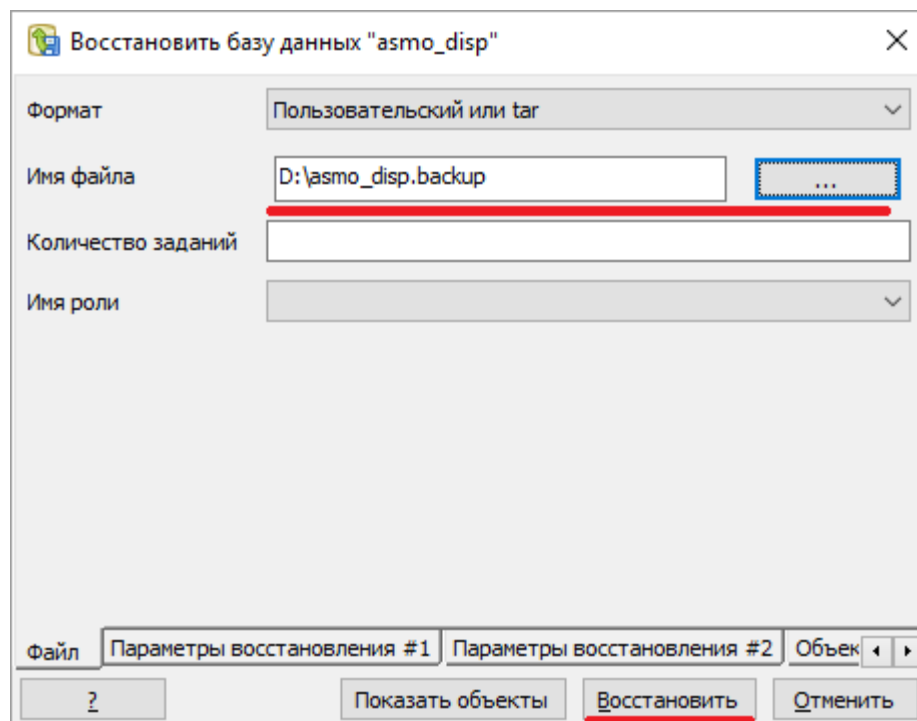 Восстановить базу данных "asmo_disp"
Формат Пользовательский или tar
Имя файла D:\asmo_disp.backup ...
Количество заданий
Имя роли
Файл Параметры восстановления #1 Параметры восстановления #2 Объек
? Показать объекты Восстановить Отменить